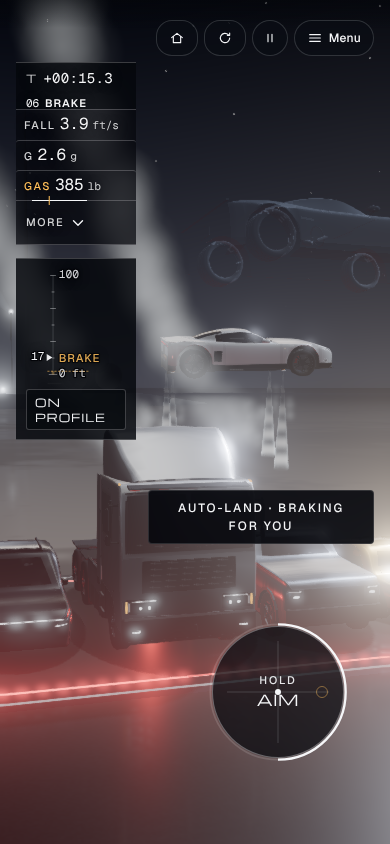 Menu
T +00:15.3
06 BRAKE
FALL 3.9 ft/s
G 2.6 g
GAS 385 lb
MORE
100
17 BRAKE
0 ft
ON
PROFILE
AUTO-LAND · BRAKING
FOR YOU
HOLD
AIM